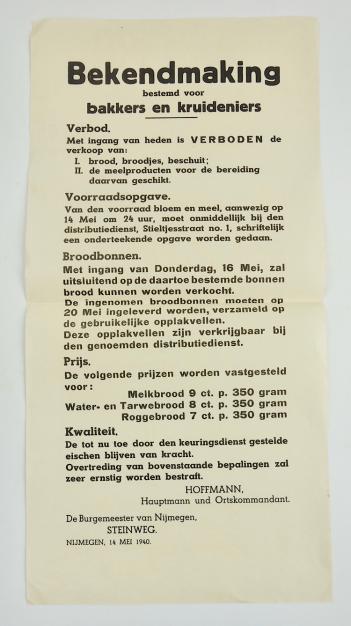 Bekendmaking
bestemd voor
bakkers en kruideniers
Verbod.
Met ingang van heden is VERBODEN de
verkoop van:
I. brood, broodjes, beschuit;
II. de meelproducten voor de bereiding
daarvan geschikt.
Voorraadsopgave.
Van den voorraad bloem en meel, aanwezig op
14 Mei om 24 uur, moet onmiddellijk bij den
distributiedienst, Stieltjesstraat no. 1, schriftelijk
een onderteekende opgave worden gedaan.
Broodbonnen.
Met ingang van Donderdag, 16 Mei, zal
uitsluitend op de daartoe bestemde bonnen
brood kunnen worden verkocht.
De ingenomen broodbonnen moeten op
20 Mei ingeleverd worden, verzameld op
de gebruikelijke opplakvellen.
Deze opplakvellen zijn verkrijgbaar bij
den genoemden distributiedienst.
Prijs.
De volgende prijzen worden vastgesteld
voor:
Melkbrood 9 ct. p. 350 gram
Water- en Tarwebrood 8 ct. p. 350 gram
Roggebrood 7 ct. p. 350 gram
Kwaliteit.
De tot nu toe door den keuringsdienst gestelde
eischen blijven van kracht.
Overtreding van bovenstaande bepalingen zal
zeer ernstig worden bestraft.
HOFFMANN,
Hauptmann und Ortskommandant.
De Burgemeester van Nijmegen,
STEINWEG.
NIJMEGEN, 14 MEI 1940.